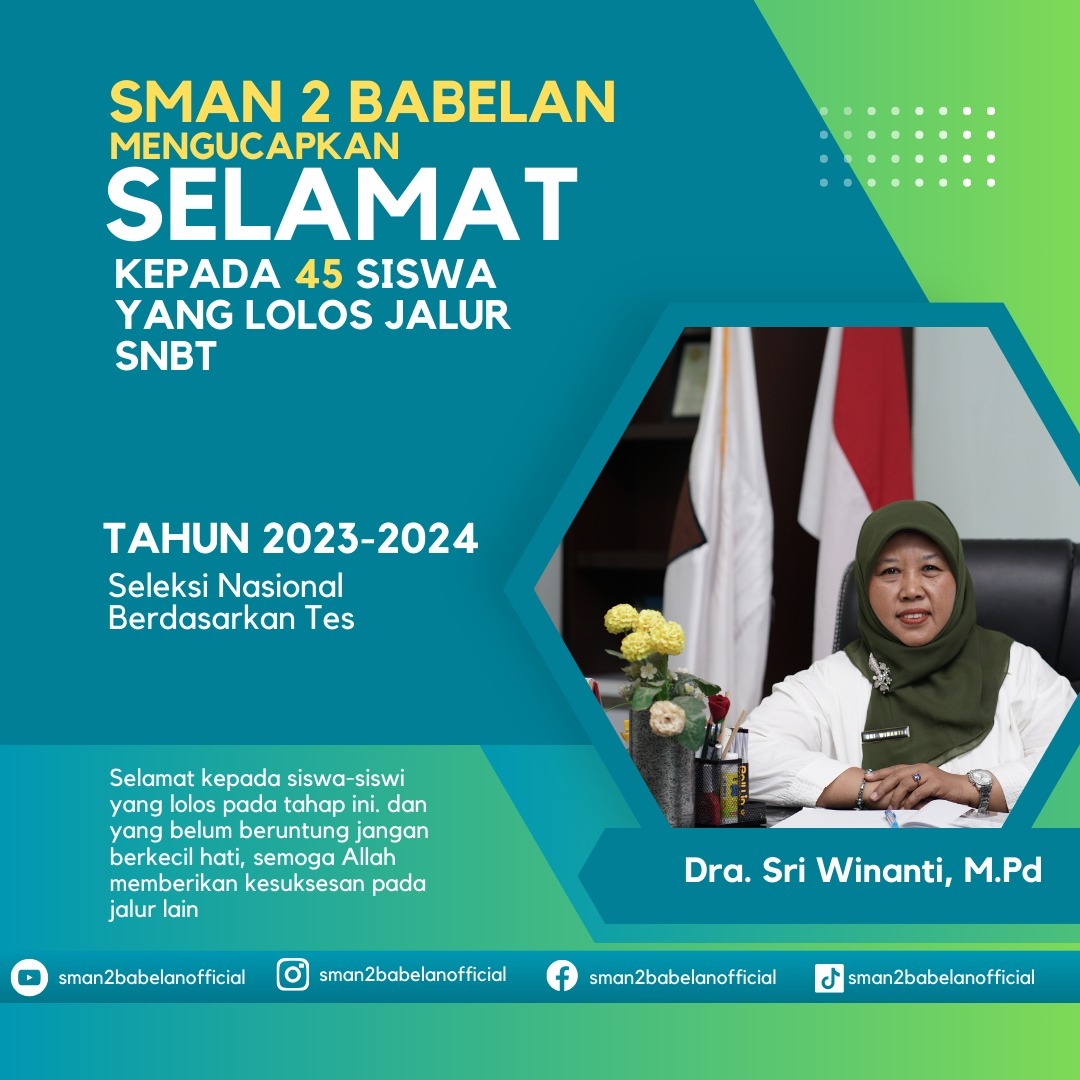 SMAN 2 BABELAN
MENGUCAPKAN
SELAMAT
KEPADA 45 SISWA
YANG LOLOS JALUR
SNBT
TAHUN 2023-2024
Seleksi Nasional
Berdasarkan Tes
Selamat kepada siswa-siswi
yang lolos pada tahap ini. dan
yang belum beruntung jangan
berkecil hati, semoga Allah
memberikan kesuksesan pada
jalur lain
Dra. Sri Winanti, M.Pd
sman2babelanofficial
sman2babelanofficial
sman2babelanofficial
sman2babelanofficial